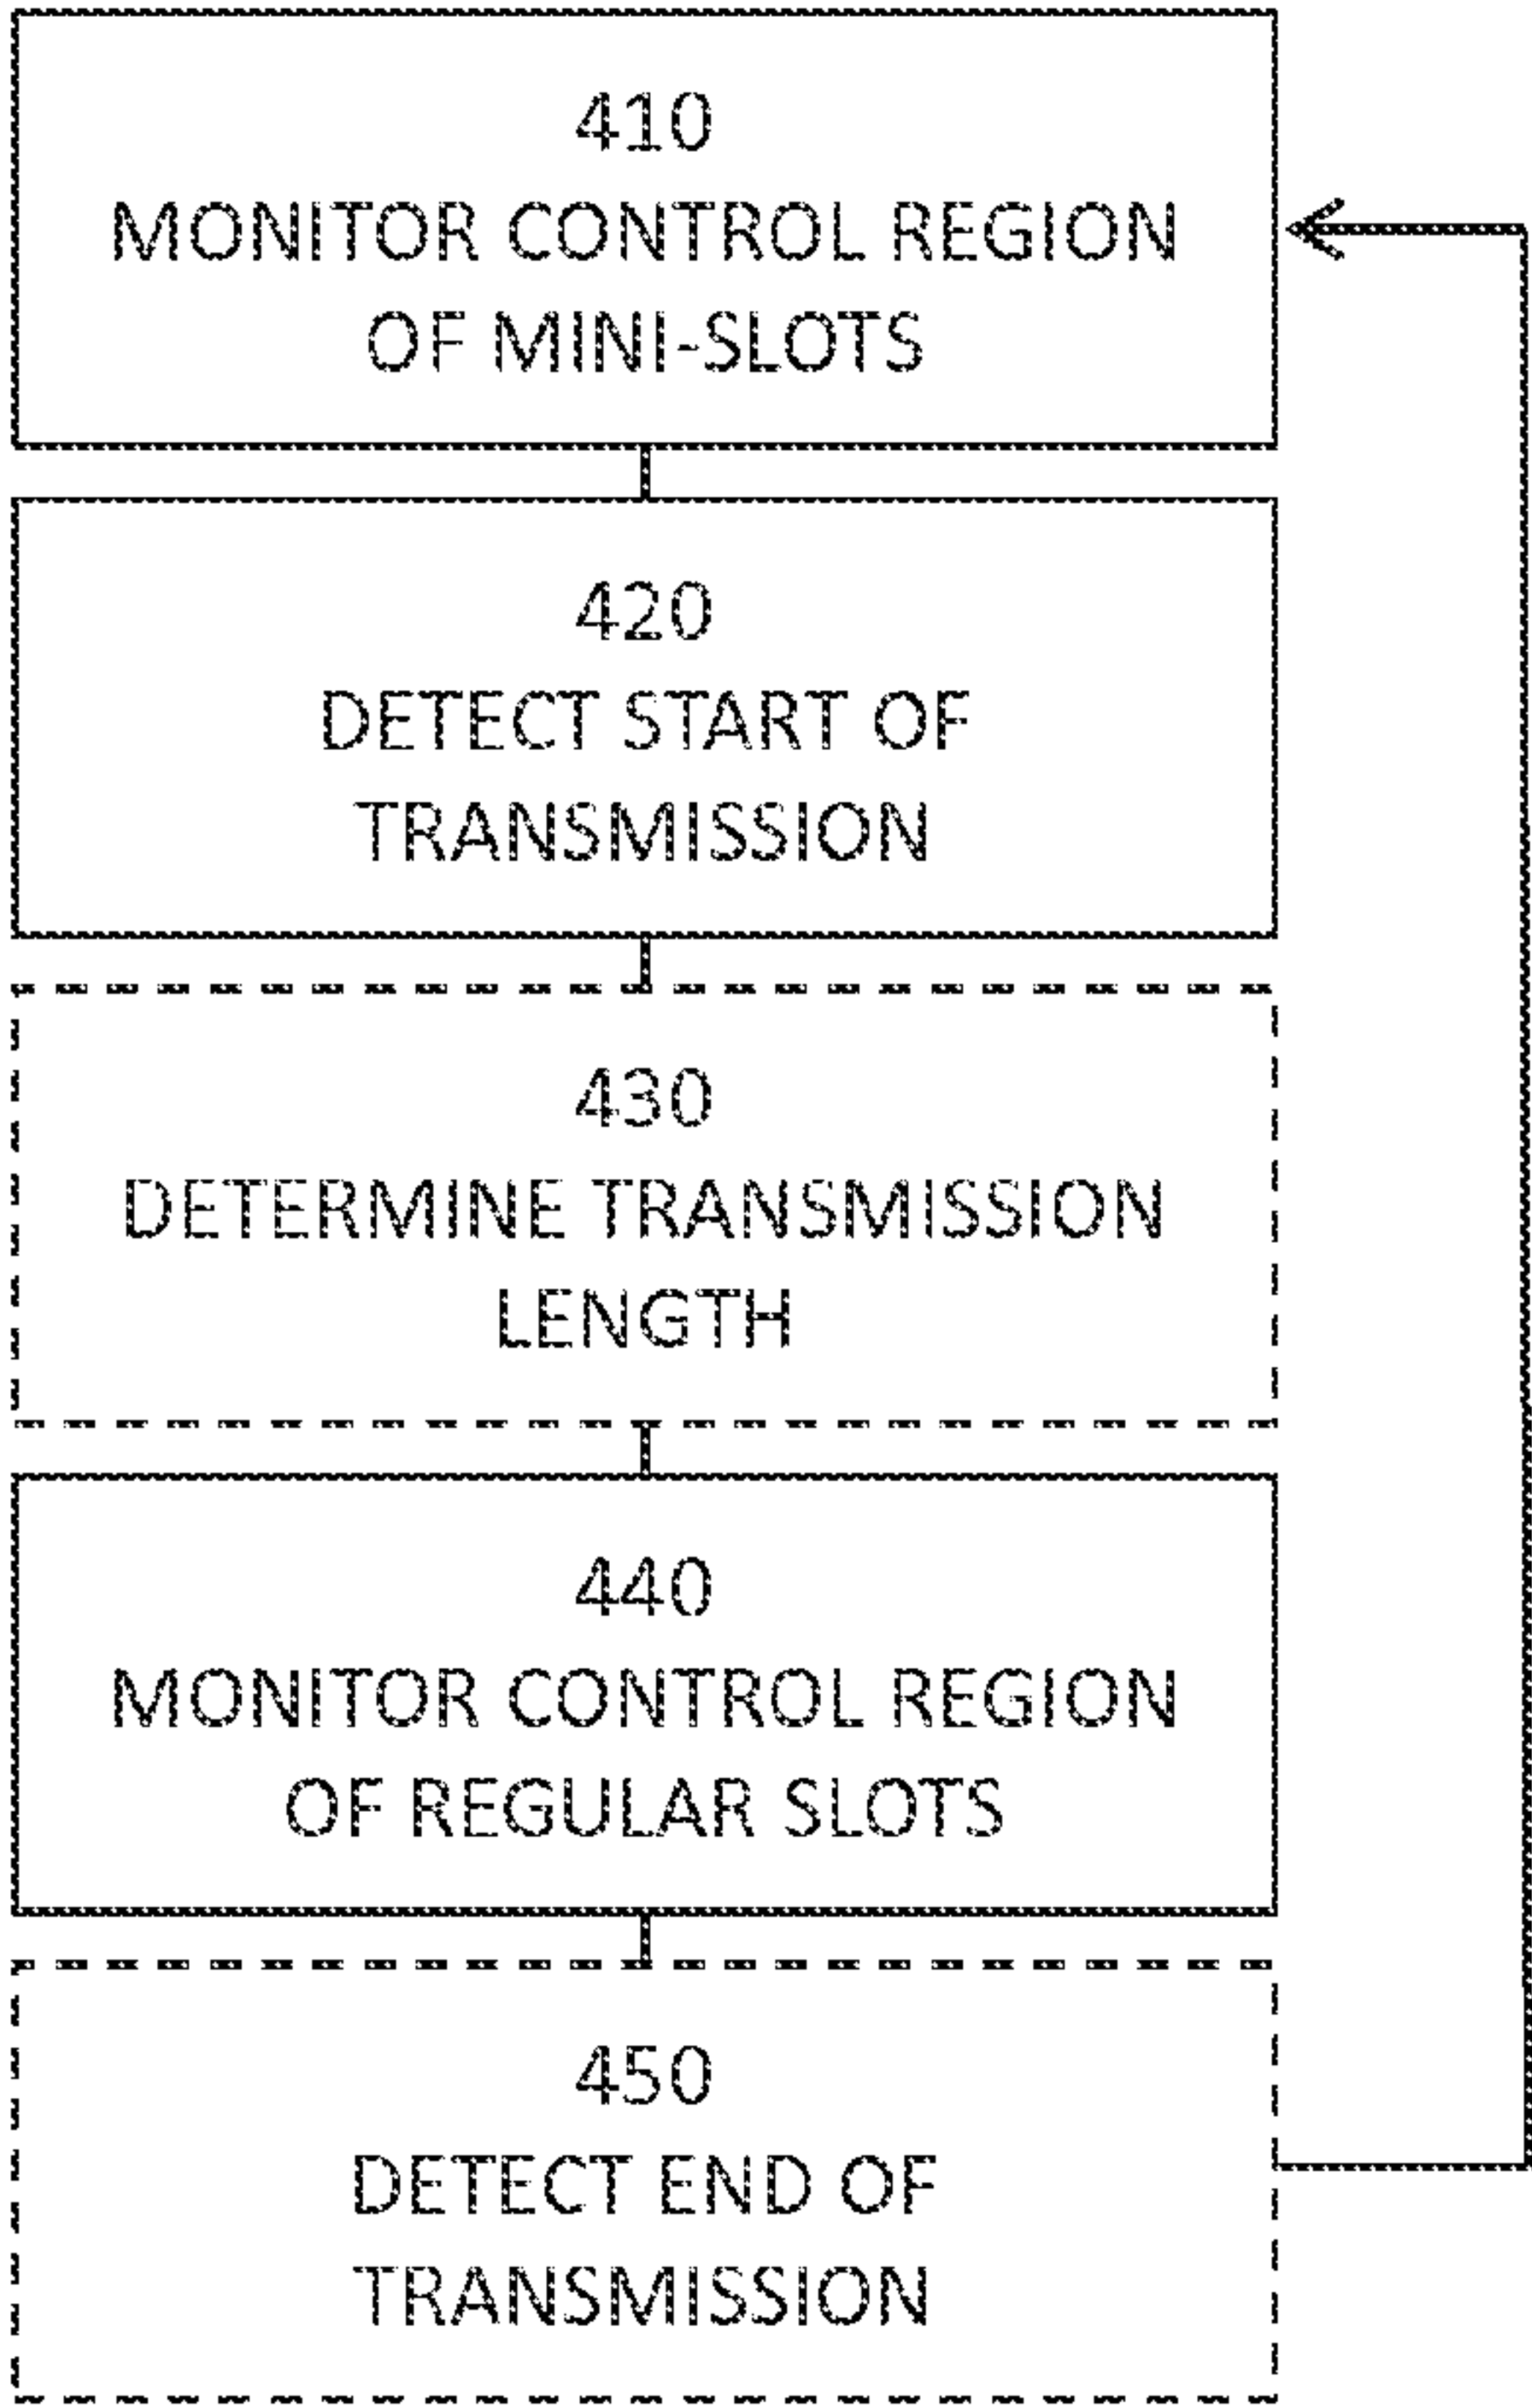 410
MONITOR CONTROL REGION
OF MINI-SLOTS
420
DETECT START OF
TRANSMISSION
430
DETERMINE TRANSMISSION
LENGTH
440
MONITOR CONTROL REGION
OF REGULAR SLOTS
450
DETECT END OF
TRANSMISSION